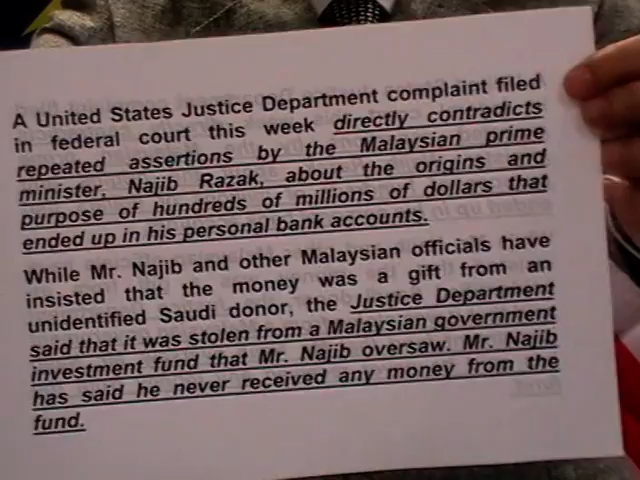 A United States Justice Department complaint filed
in federal court this week directly contradicts
repeated assertions by the Malaysian prime
minister, Najib Razak, about the origins and
purpose of hundreds of millions of dollars that
ended up in his personal bank accounts.
While Mr. Najib and other Malaysian officials have
insisted that the money was a gift from an
unidentified Saudi donor, the Justice Department
said that it was stolen from a Malaysian government
investment fund that Mr. Najib oversaw. Mr. Najib
has said he never received any money from the
fund.